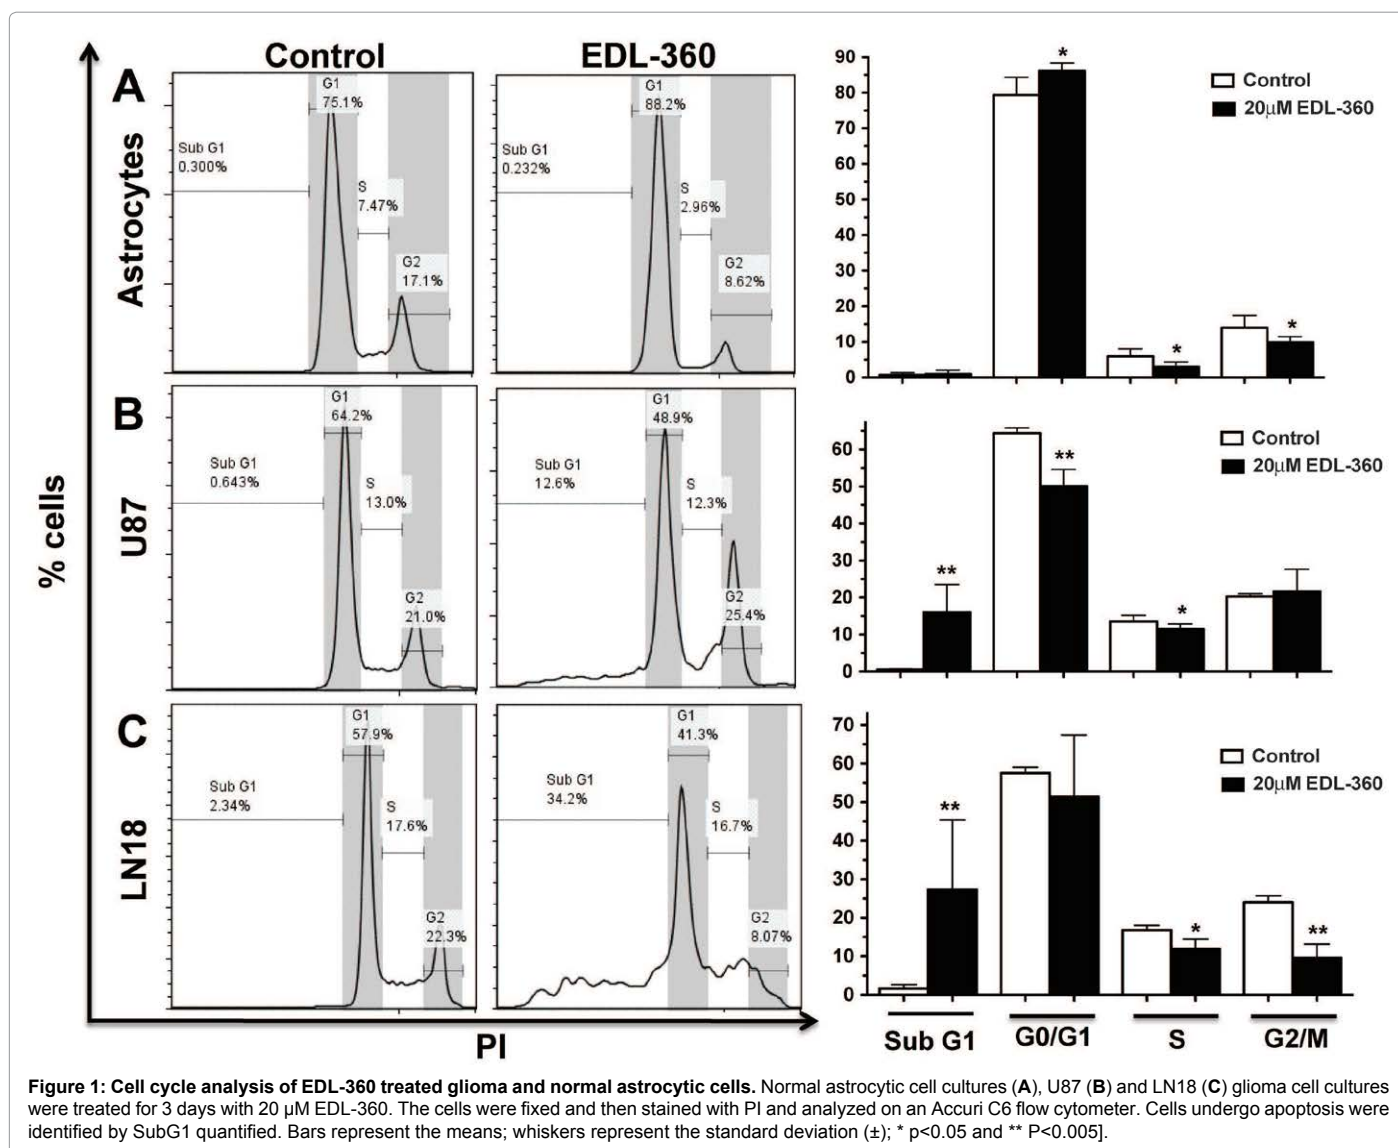 Control
EDL-360
A
Astrocytes
G1
75.1%
Sub G1
0.300%
S
7.47%
G2
17.1%
G1
88.2%
Sub G1
0.232%
S
2.96%
G2
8.62%
90
80
70
60
50
40
30
20
10
0
*
*
*
Control
20µM EDL-360
B
U87
G1
64.2%
Sub G1
0.643%
S
13.0%
G2
21.0%
G1
48.9%
Sub G1
12.6%
S
12.3%
G2
25.4%
60
50
40
30
20
10
0
**
**
*
Control
20µM EDL-360
C
LN18
G1
57.9%
Sub G1
2.34%
S
17.6%
G2
22.3%
G1
41.3%
Sub G1
34.2%
S
16.7%
G2
8.07%
70
60
50
40
30
20
10
0
**
*
**
Control
20µM EDL-360
% cells
PI
Sub G1
G0/G1
S
G2/M
Figure 1: Cell cycle analysis of EDL-360 treated glioma and normal astrocytic cells. Normal astrocytic cell cultures (A), U87 (B) and LN18 (C) glioma cell cultures
were treated for 3 days with 20 µM EDL-360. The cells were fixed and then stained with PI and analyzed on an Accuri C6 flow cytometer. Cells undergo apoptosis were
identified by SubG1 quantified. Bars represent the means; whiskers represent the standard deviation (±); * p<0.05 and ** P<0.005].